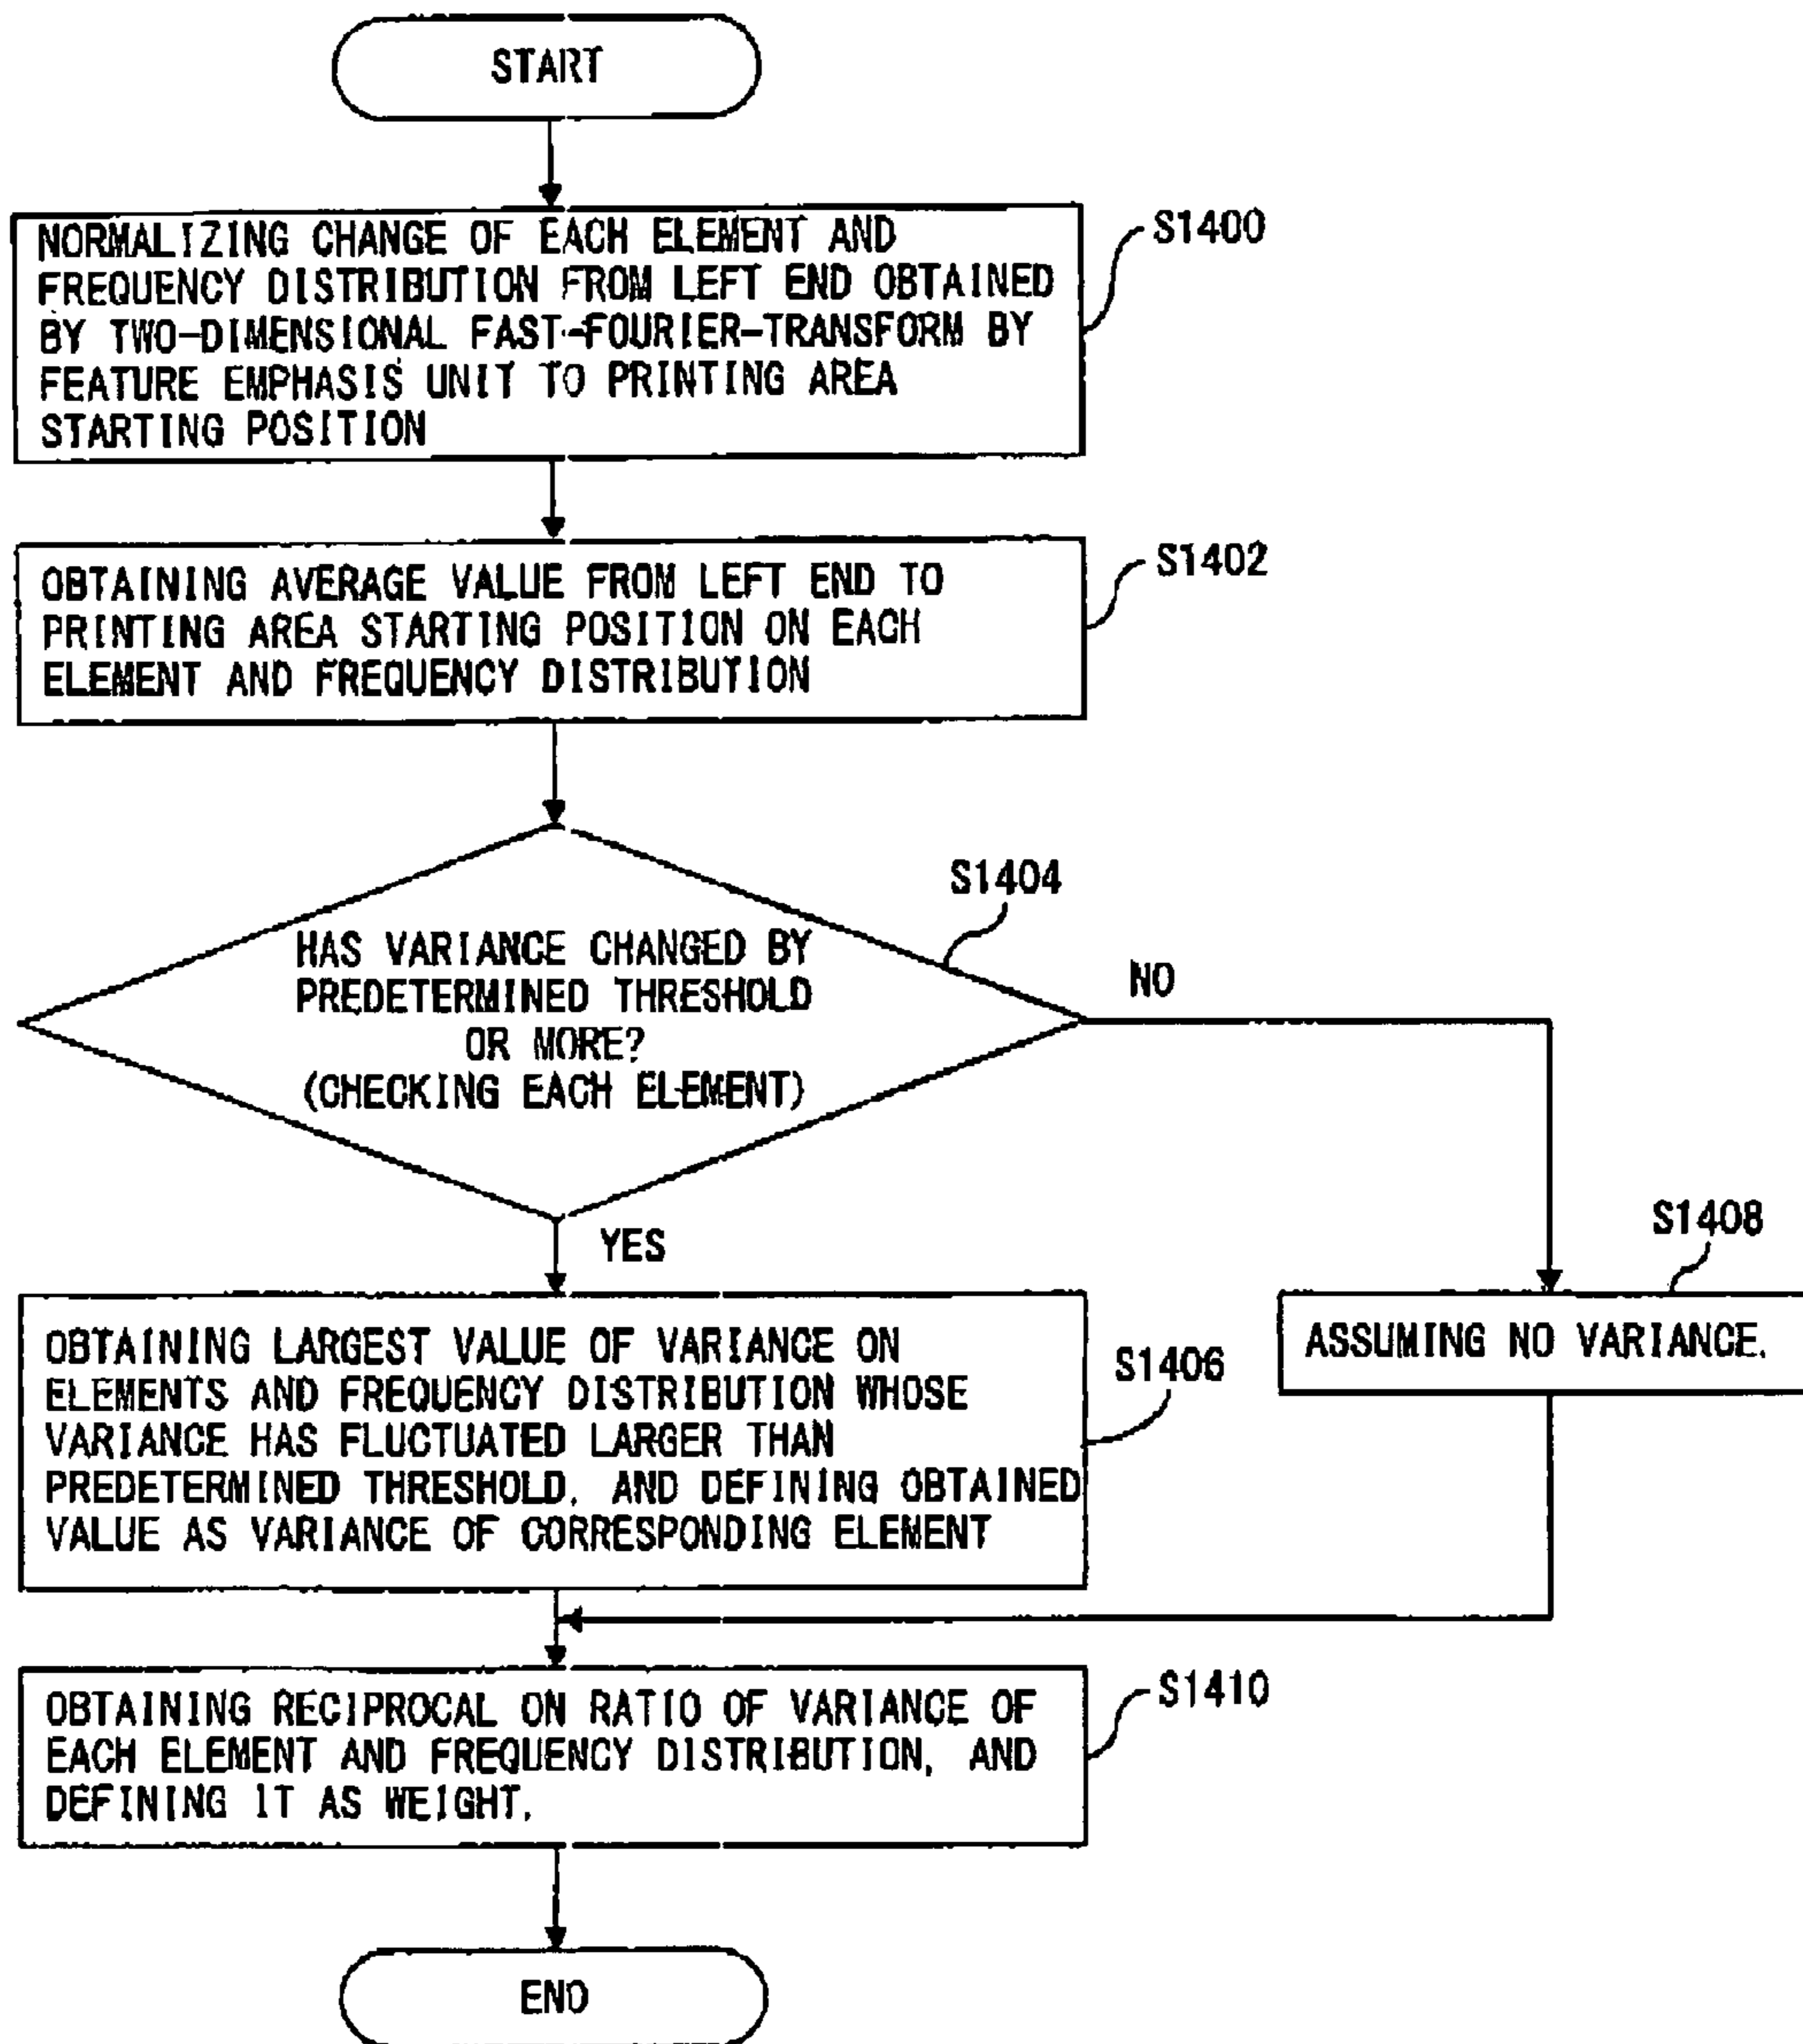 START
NORMALIZING CHANGE OF EACH ELEMENT AND
FREQUENCY DISTRIBUTION FROM LEFT END OBTAINED
BY TWO-DIMENSIONAL FAST-FOURIER-TRANSFORM BY
FEATURE EMPHASIS UNIT TO PRINTING AREA
STARTING POSITION
S1400
OBTAINING AVERAGE VALUE FROM LEFT END TO
PRINTING AREA STARTING POSITION ON EACH
ELEMENT AND FREQUENCY DISTRIBUTION
S1402
HAS VARIANCE CHANGED BY
PREDETERMINED THRESHOLD
OR MORE?
(CHECKING EACH ELEMENT)
S1404
NO
YES
OBTAINING LARGEST VALUE OF VARIANCE ON
ELEMENTS AND FREQUENCY DISTRIBUTION WHOSE
VARIANCE HAS FLUCTUATED LARGER THAN
PREDETERMINED THRESHOLD, AND DEFINING OBTAINED
VALUE AS VARIANCE OF CORRESPONDING ELEMENT
S1406
S1408
ASSUMING NO VARIANCE.
OBTAINING RECIPROCAL ON RATIO OF VARIANCE OF
EACH ELEMENT AND FREQUENCY DISTRIBUTION, AND
DEFINING IT AS WEIGHT.
S1410
END